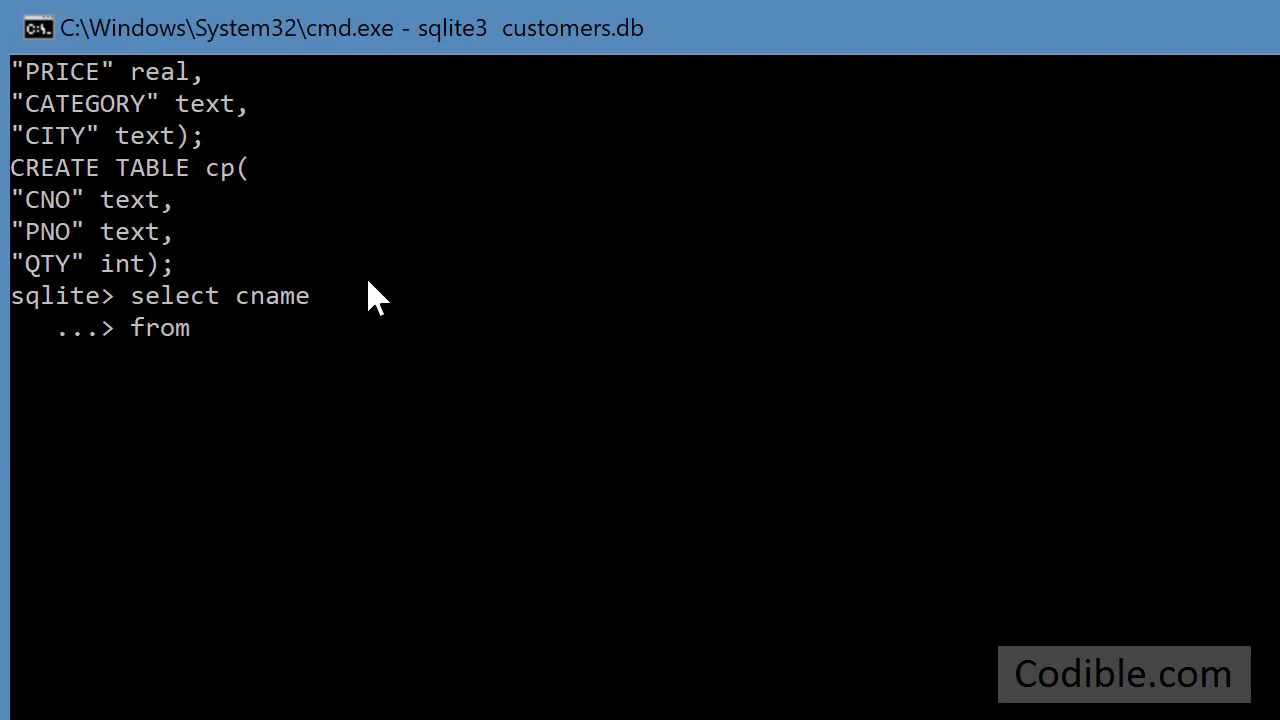 C:\Windows\System32\cmd.exe - sqlite3  customers.db
"PRICE" real,
"CATEGORY" text,
"CITY" text);
CREATE TABLE cp(
"CNO" text,
"PNO" text,
"QTY" int);
sqlite> select cname
   ...> from
Codible.com